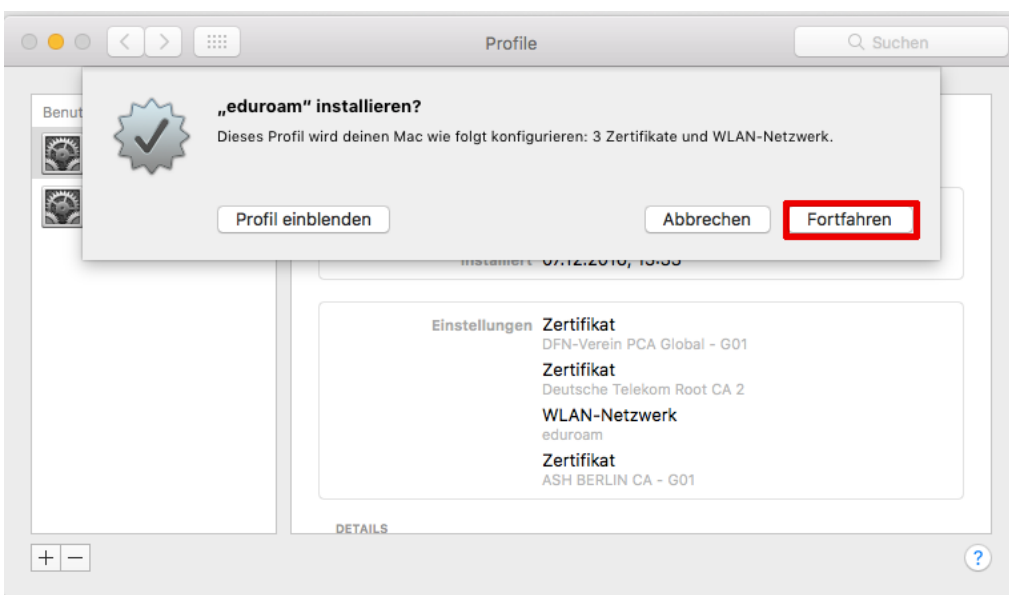 Profile
Suchen
Benut
„eduroam“ installieren?
Dieses Profil wird deinen Mac wie folgt konfigurieren: 3 Zertifikate und WLAN-Netzwerk.
Profil einblenden
Abbrechen
Fortfahren
Einstellungen Zertifikat
DFN-Verein PCA Global - G01
Zertifikat
Deutsche Telekom Root CA 2
WLAN-Netzwerk
eduroam
Zertifikat
ASH BERLIN CA - G01
DETAILS